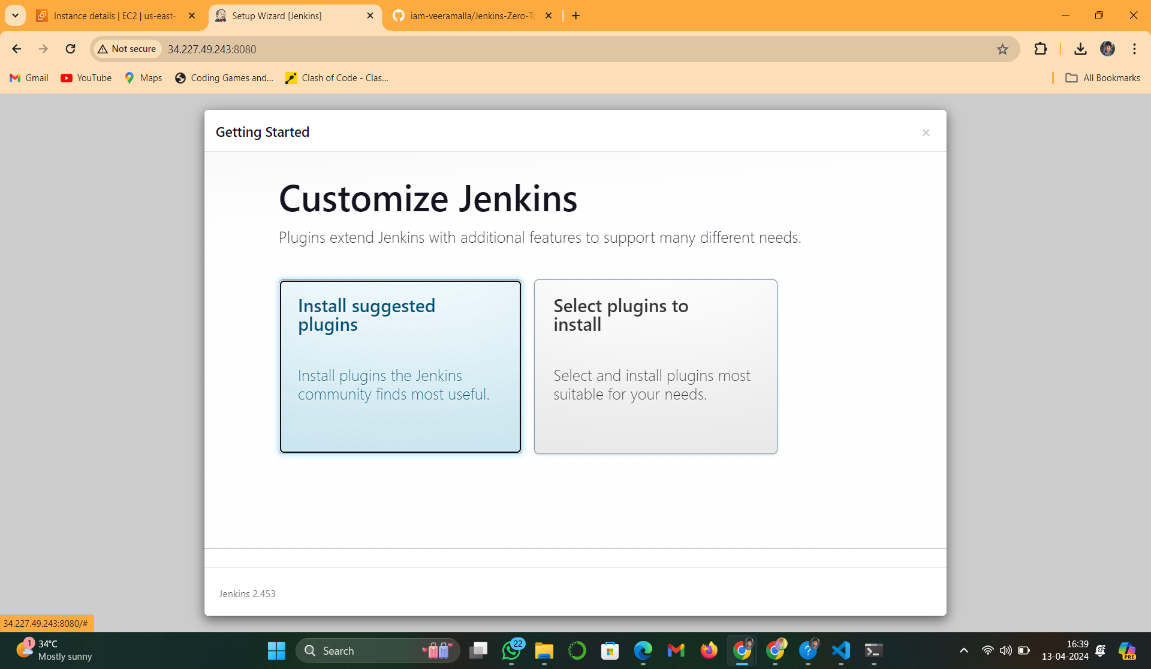 Instance details | EC2 | us-east-
Setup Wizard [Jenkins]
iam-veeramalla/Jenkins-Zero-To
Not secure
34.227.49.243:8080
Gmail
YouTube
Maps
Coding Games and...
Clash of Code - Clas...
All Bookmarks
Getting Started
Customize Jenkins
Plugins extend Jenkins with additional features to support many different needs.
Install suggested
plugins
Install plugins the Jenkins
community finds most useful.
Select plugins to
install
Select and install plugins most
suitable for your needs.
Jenkins 2.453
34.227.49.243:8080/#
1
34°C
Mostly sunny
Search
22
16:39
13-04-2024
PRE